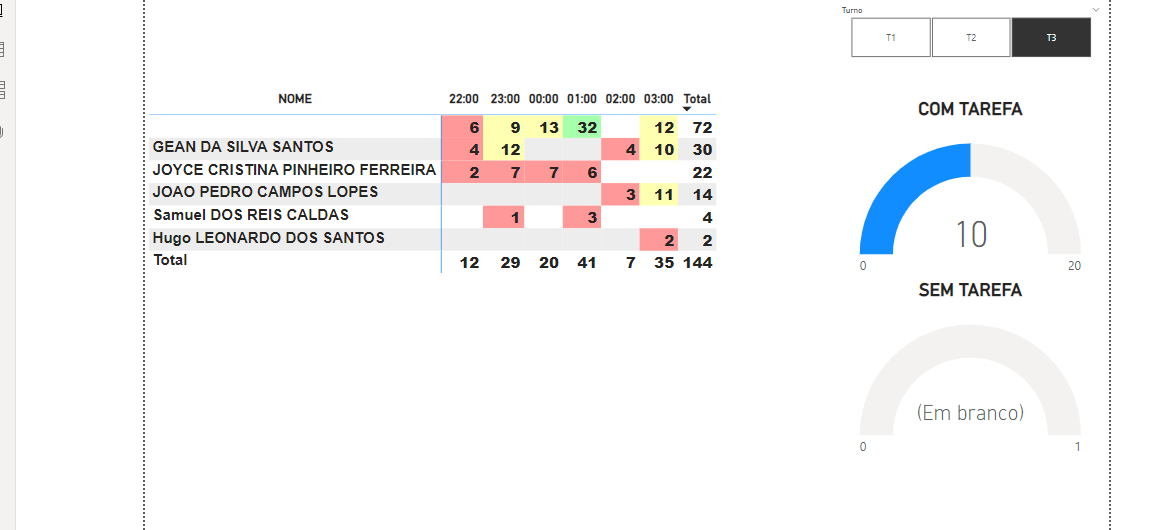 Turno
T1 T2 T3
NOME 22:00 23:00 00:00 01:00 02:00 03:00 Total
6 9 13 32 12 72
GEAN DA SILVA SANTOS 4 12 4 10 30
JOYCE CRISTINA PINHEIRO FERREIRA 2 7 7 6 22
JOAO PEDRO CAMPOS LOPES 3 11 14
Samuel DOS REIS CALDAS 1 3 4
Hugo LEONARDO DOS SANTOS 2 2
Total 12 29 20 41 7 35 144
COM TAREFA
10
0 20
SEM TAREFA
(Em branco)
0 1